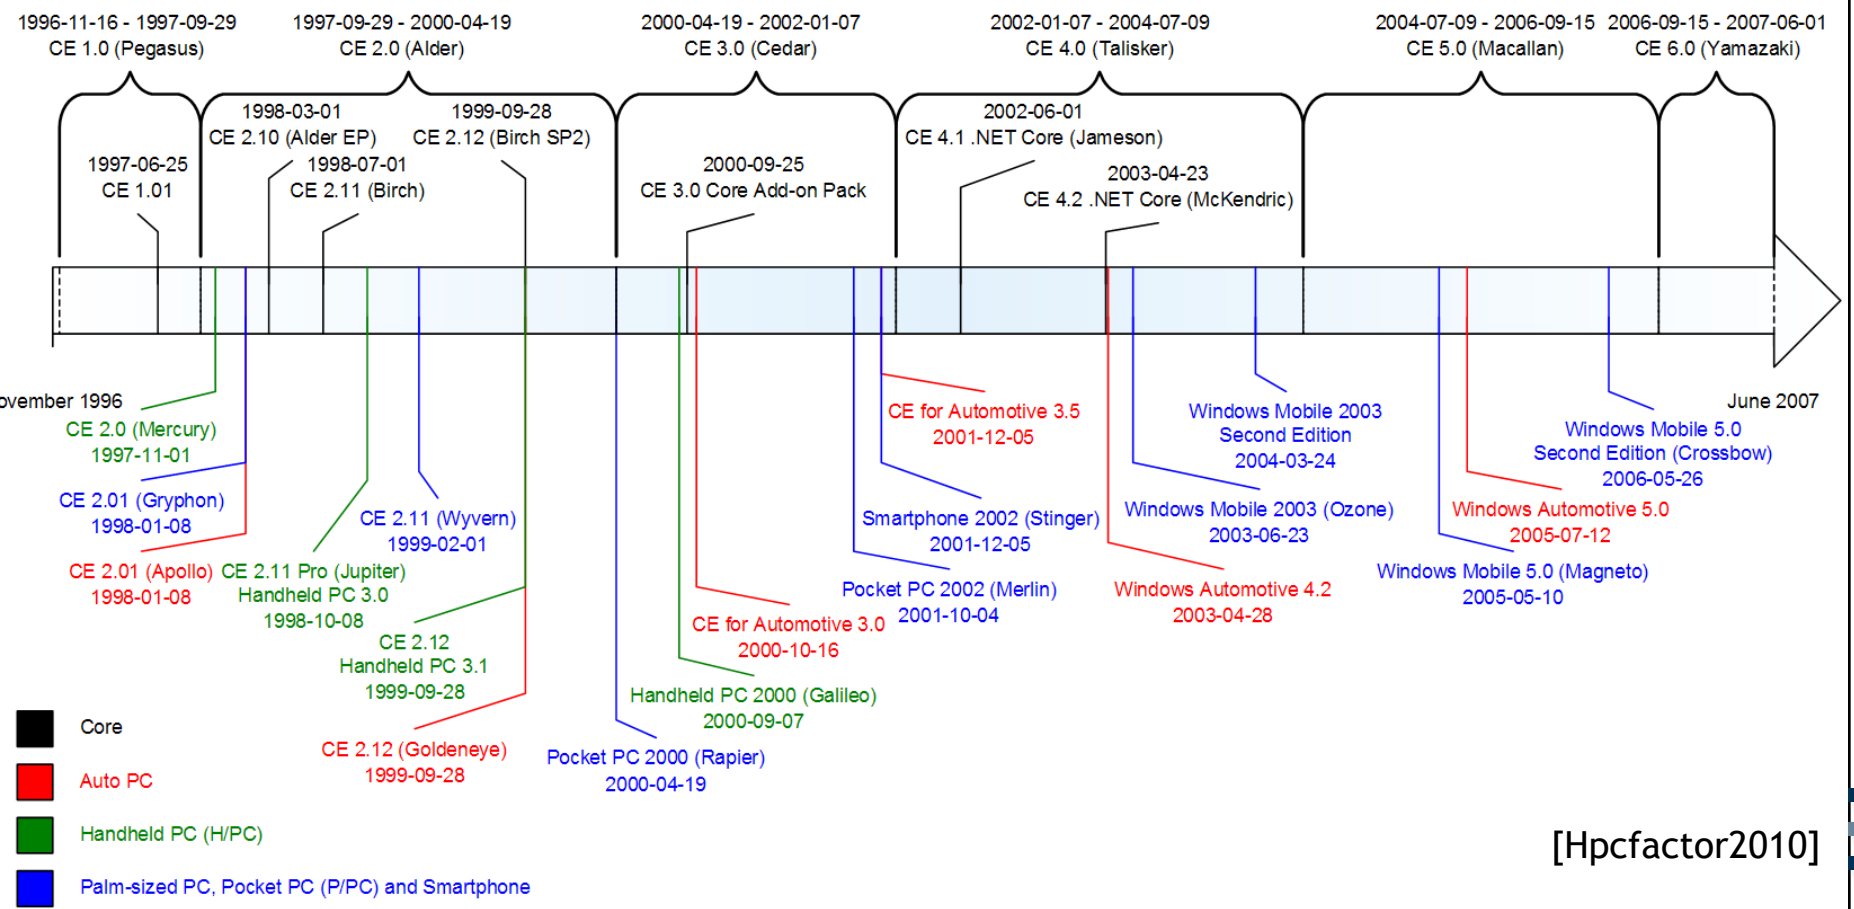 1996-11-16 - 1997-09-29
CE 1.0 (Pegasus)
1997-09-29 - 2000-04-19
CE 2.0 (Alder)
2000-04-19 - 2002-01-07
CE 3.0 (Cedar)
2002-01-07 - 2004-07-09
CE 4.0 (Talisker)
2004-07-09 - 2006-09-15
CE 5.0 (Macallan)
2006-09-15 - 2007-06-01
CE 6.0 (Yamazaki)
1997-06-25
CE 1.01
1998-03-01
CE 2.10 (Alder EP)
1998-07-01
CE 2.11 (Birch)
1999-09-28
CE 2.12 (Birch SP2)
2000-09-25
CE 3.0 Core Add-on Pack
2002-06-01
CE 4.1 .NET Core (Jameson)
2003-04-23
CE 4.2 .NET Core (McKendric)
ovember 1996
June 2007
CE 2.0 (Mercury)
1997-11-01
CE 2.01 (Gryphon)
1998-01-08
CE 2.01 (Apollo)
1998-01-08
CE 2.11 Pro (Jupiter)
Handheld PC 3.0
1998-10-08
CE 2.11 (Wyvern)
1999-02-01
CE 2.12
Handheld PC 3.1
1999-09-28
CE 2.12 (Goldeneye)
1999-09-28
Pocket PC 2000 (Rapier)
2000-04-19
Handheld PC 2000 (Galileo)
2000-09-07
CE for Automotive 3.0
2000-10-16
Pocket PC 2002 (Merlin)
2001-10-04
Smartphone 2002 (Stinger)
2001-12-05
CE for Automotive 3.5
2001-12-05
Windows Automotive 4.2
2003-04-28
Windows Mobile 2003 (Ozone)
2003-06-23
Windows Mobile 2003
Second Edition
2004-03-24
Windows Mobile 5.0 (Magneto)
2005-05-10
Windows Automotive 5.0
2005-07-12
Windows Mobile 5.0
Second Edition (Crossbow)
2006-05-26
Core
Auto PC
Handheld PC (H/PC)
Palm-sized PC, Pocket PC (P/PC) and Smartphone
[Hpcfactor2010]